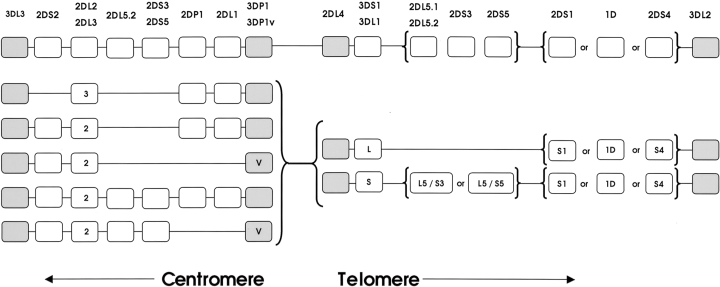 3DL3 2DS2 2DL2 2DL5.2 2DS3 2DP1 2DL1 3DP1 2DL4 3DS1 2DL5.1 2DS3 2DS5 2DS1 1D 2DS4 3DL2
2DL3 2DS5 3DP1v 3DL1 2DL5.2
or or
3
2
L S1 or 1D or S4
2 V
S L5 / S3 or L5 / S5 S1 or 1D or S4
2
2 V
Centromere Telomere